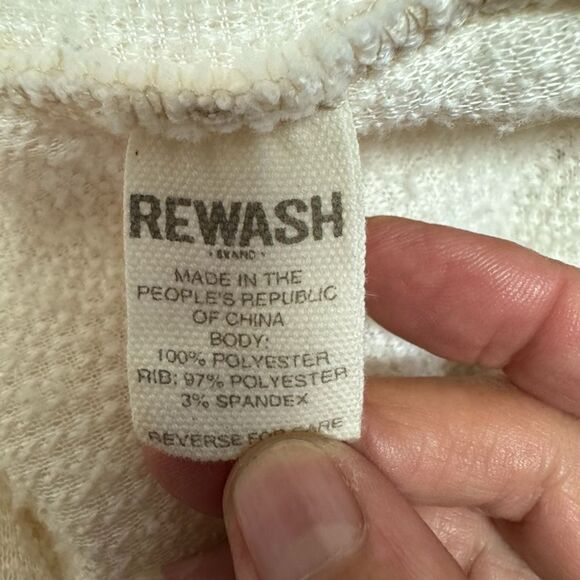 REWASH
• BRAND •
MADE IN THE
PEOPLE'S REPUBLIC
OF CHINA
BODY:
100% POLYESTER
RIB: 97% POLYESTER
3% SPANDEX
REVERSE FOR CARE